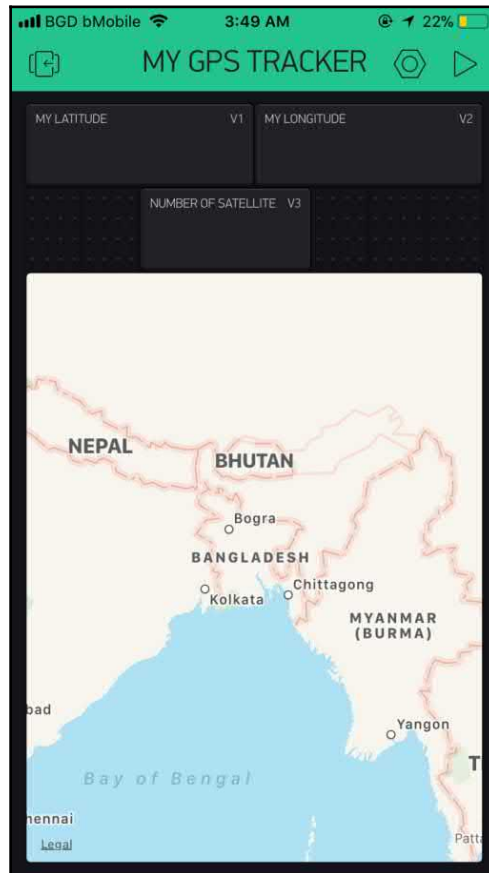 BGD bMobile 3:49 AM 22%
MY GPS TRACKER
MY LATITUDE V1 MY LONGITUDE V2
NUMBER OF SATELLITE V3
NEPAL
BHUTAN
Bogra
BANGLADESH
Chittagong
Kolkata
MYANMAR
(BURMA)
bad
Yangon
T
Bay of Bengal
hennai
Patta
Legal